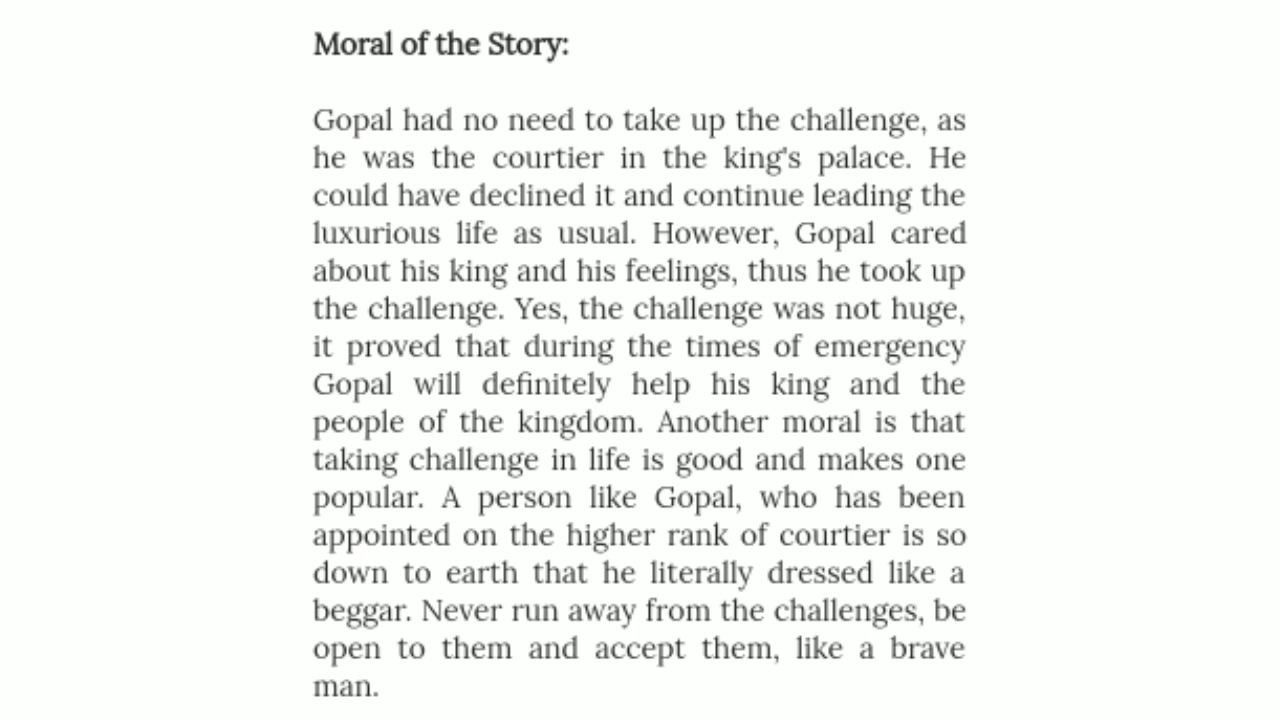 Moral of the Story:
Gopal had no need to take up the challenge, as
he was the courtier in the king's palace. He
could have declined it and continue leading the
luxurious life as usual. However, Gopal cared
about his king and his feelings, thus he took up
the challenge. Yes, the challenge was not huge,
it proved that during the times of emergency
Gopal will definitely help his king and the
people of the kingdom. Another moral is that
taking challenge in life is good and makes one
popular. A person like Gopal, who has been
appointed on the higher rank of courtier is so
down to earth that he literally dressed like a
beggar. Never run away from the challenges, be
open to them and accept them, like a brave
man.